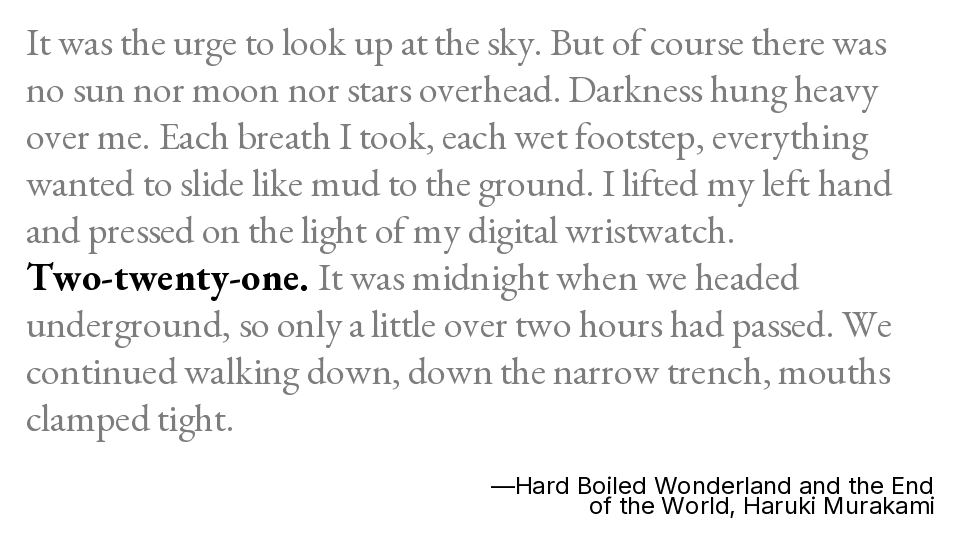 It was the urge to look up at the sky. But of course there was
no sun nor moon nor stars overhead. Darkness hung heavy
over me. Each breath I took, each wet footstep, everything
wanted to slide like mud to the ground. I lifted my left hand
and pressed on the light of my digital wristwatch.
Two-twenty-one. It was midnight when we headed
underground, so only a little over two hours had passed. We
continued walking down, down the narrow trench, mouths
clamped tight.
—Hard Boiled Wonderland and the End
of the World, Haruki Murakami